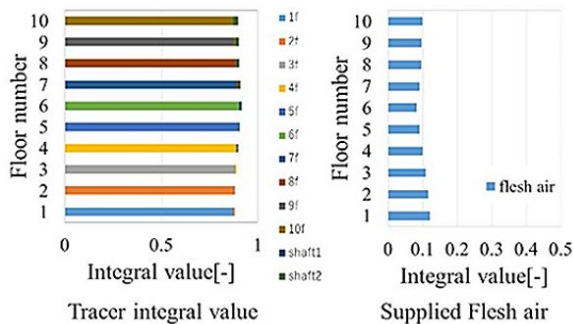 10
9
8
7
6
5
4
3
2
1
Floor number
0 0.5 1
Integral value[-]
Tracer integral value
1f
2f
3f
4f
5f
6f
7f
8f
9f
10f
shaft1
shaft2
10
9
8
7
6
5
4
3
2
1
Floor number
flesh air
0 0.1 0.2 0.3 0.4 0.5
Integral value[-]
Supplied Flesh air